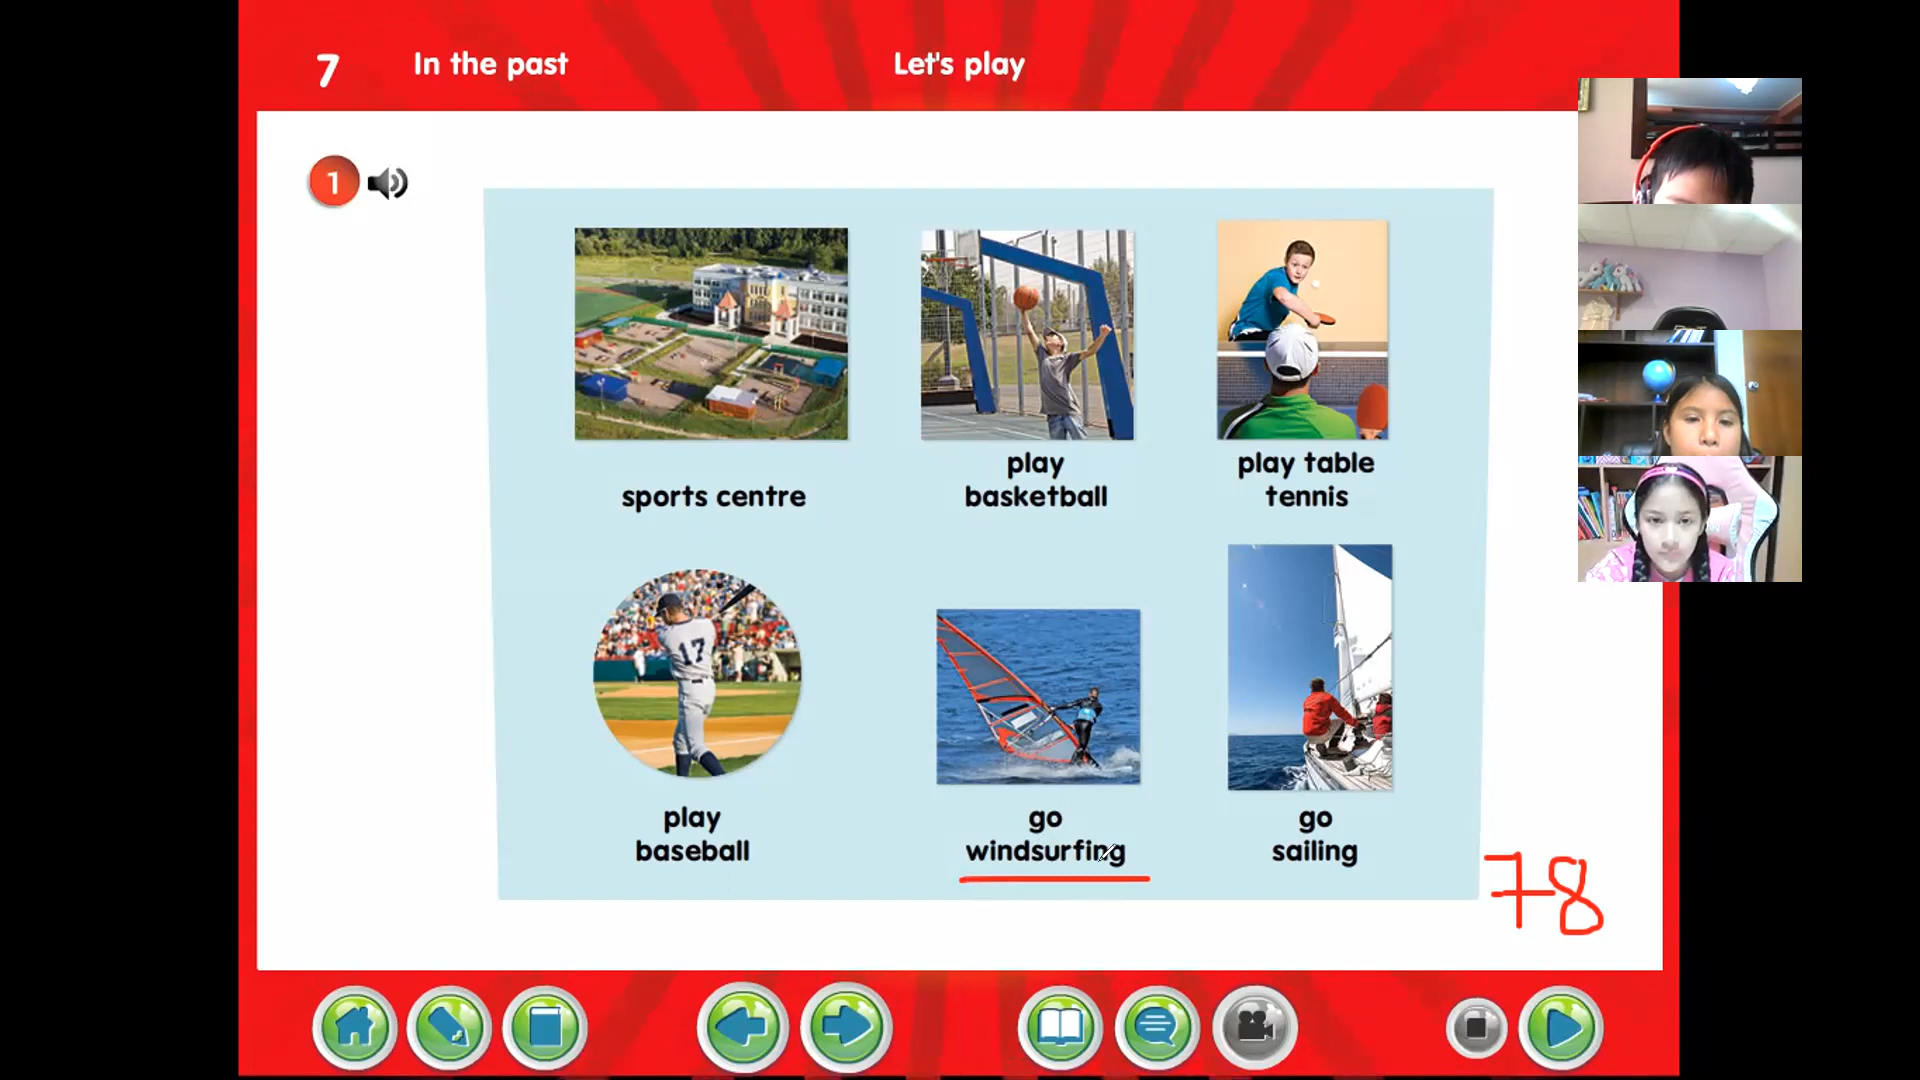 7 In the past Let's play
1
sports centre
play
basketball
play table
tennis
17
play
baseball
go
windsurfing
go
sailing
78